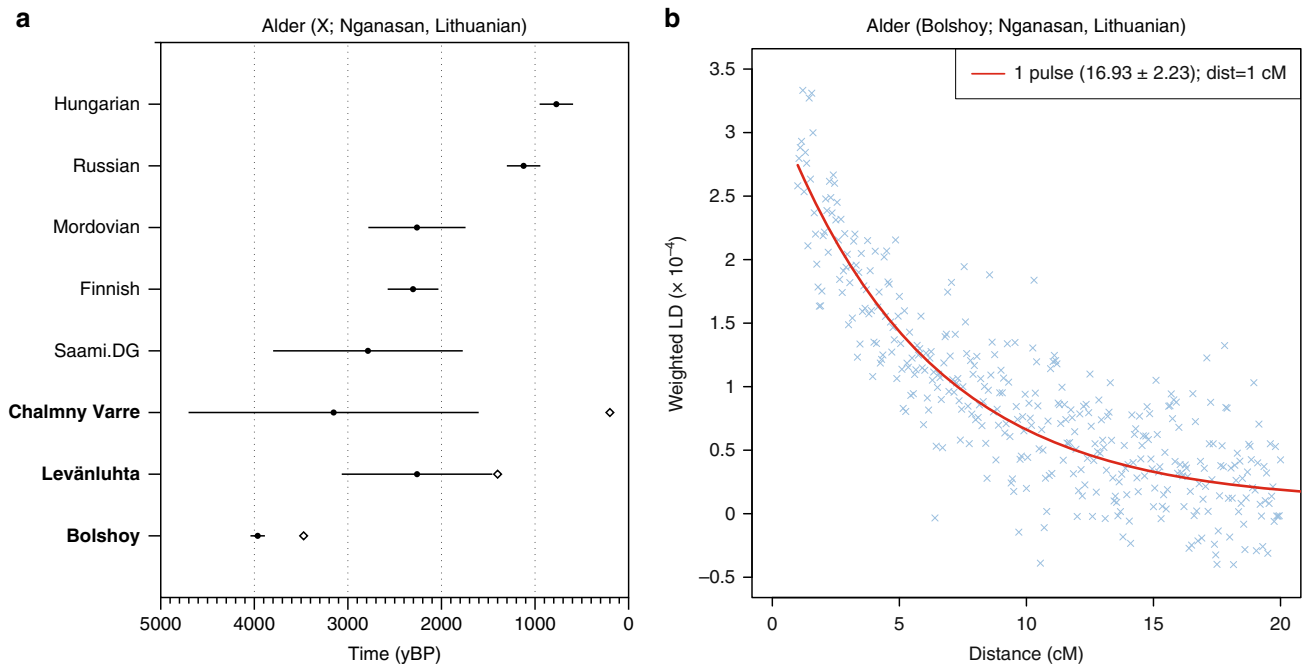 a
Alder (X; Nganasan, Lithuanian)
Hungarian
Russian
Mordovian
Finnish
Saami.DG
Chalmny Varre
Levänluhta
Bolshoy
5000 4000 3000 2000 1000 0
Time (yBP)
b
Alder (Bolshoy; Nganasan, Lithuanian)
1 pulse (16.93 ± 2.23); dist=1 cM
3.5
3
2.5
2
1.5
1
0.5
0
−0.5
Weighted LD (× 10⁻⁴)
0 5 10 15 20
Distance (cM)